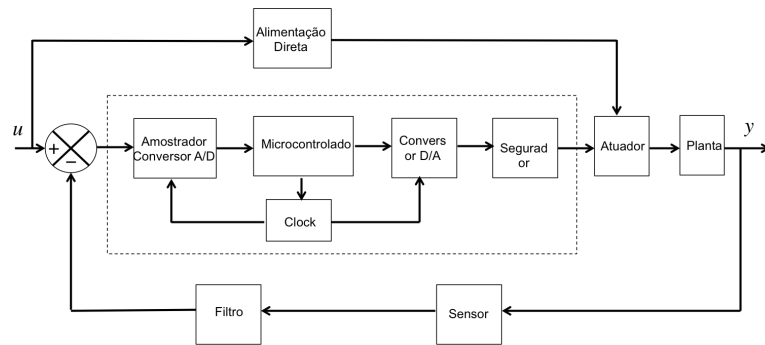 Alimentação
Direta
u
y
+
−
Amostrador
Conversor A/D
Microcontrolado
Convers
or D/A
Segurad
or
Atuador
Planta
Clock
Filtro
Sensor